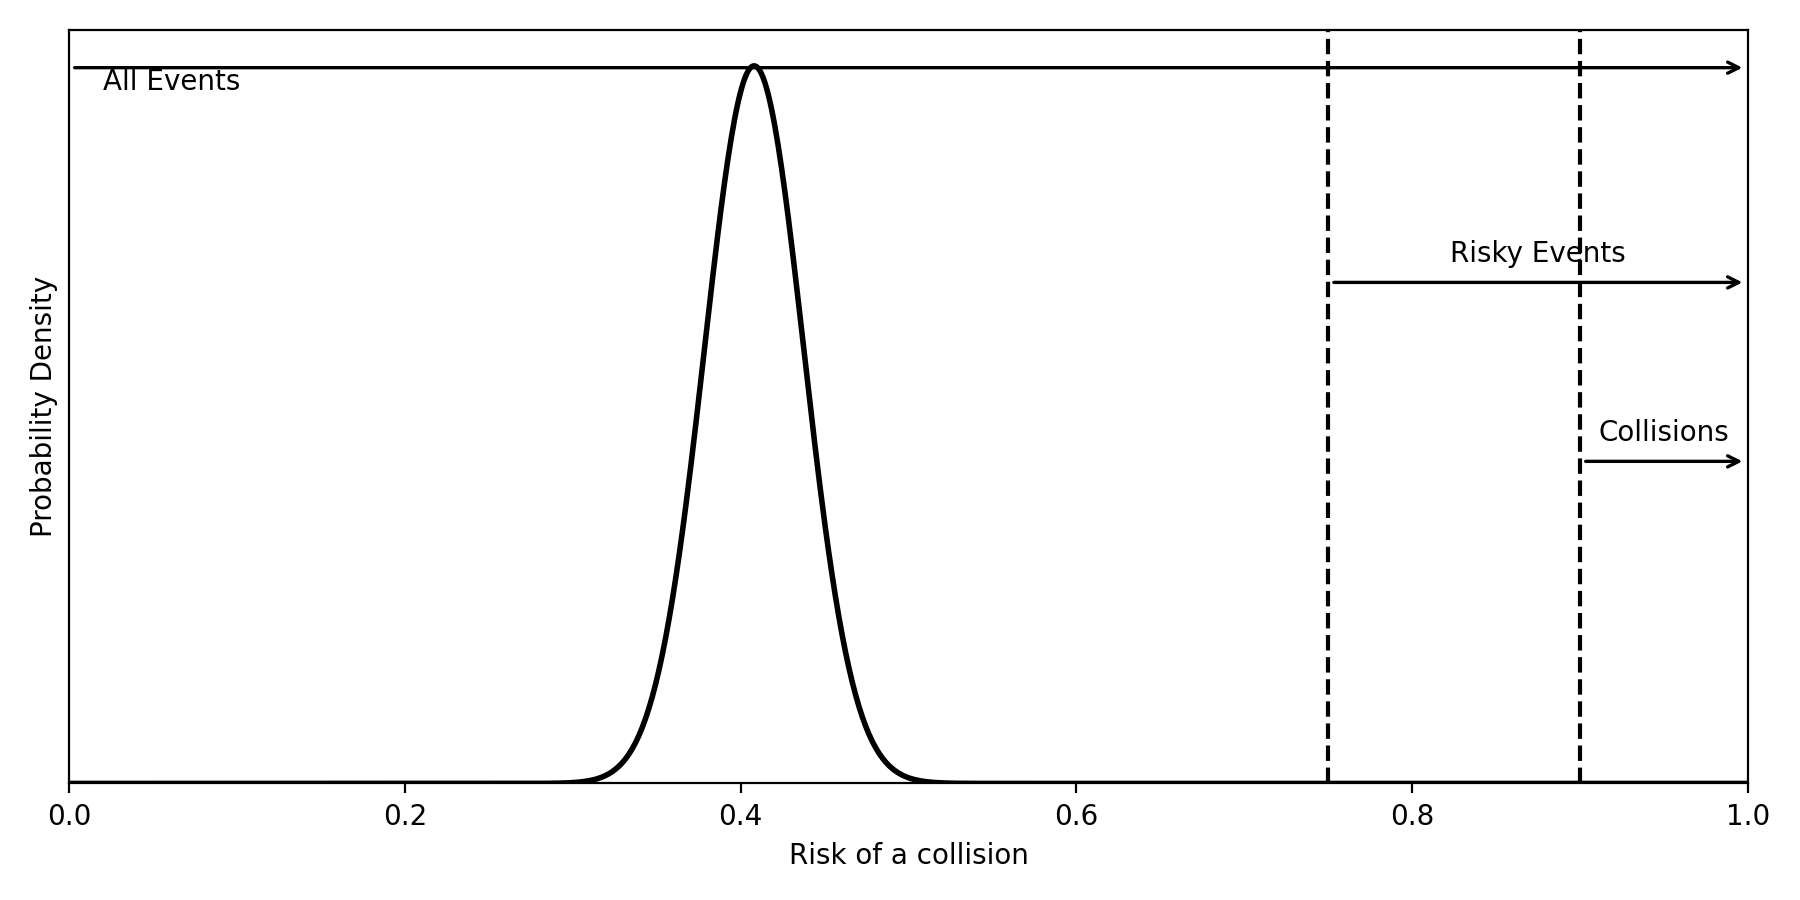 All Events
Risky Events
Collisions
Probability Density
0.0 0.2 0.4 0.6 0.8 1.0
Risk of a collision